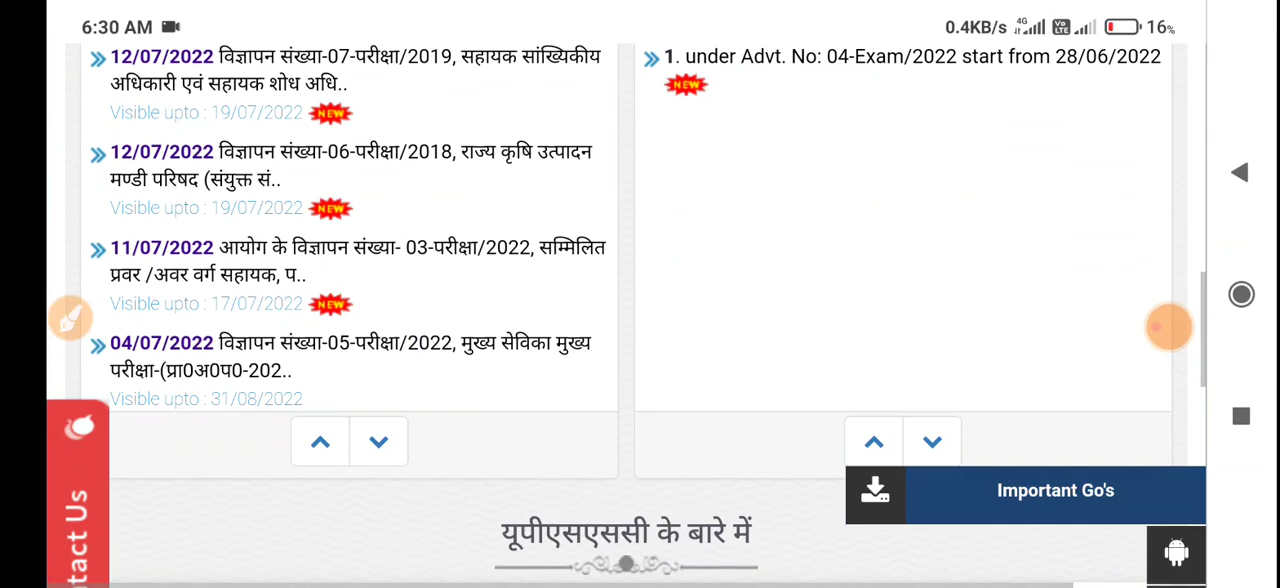 6:30 AM
0.4KB/s 4G Vo LTE 16%
12/07/2022 विज्ञापन संख्या-07-परीक्षा/2019, सहायक सांख्यिकीय
अधिकारी एवं सहायक शोध अधि..
Visible upto : 19/07/2022 NEW
12/07/2022 विज्ञापन संख्या-06-परीक्षा/2018, राज्य कृषि उत्पादन
मण्डी परिषद (संयुक्त सं..
Visible upto : 19/07/2022 NEW
11/07/2022 आयोग के विज्ञापन संख्या- 03-परीक्षा/2022, सम्मिलित
प्रवर /अवर वर्ग सहायक, प..
Visible upto : 17/07/2022 NEW
04/07/2022 विज्ञापन संख्या-05-परीक्षा/2022, मुख्य सेविका मुख्य
परीक्षा-(प्रा0अ0प0-202..
Visible upto : 31/08/2022
1. under Advt. No: 04-Exam/2022 start from 28/06/2022
NEW
Important Go's
tact Us
यूपीएसएससी के बारे में